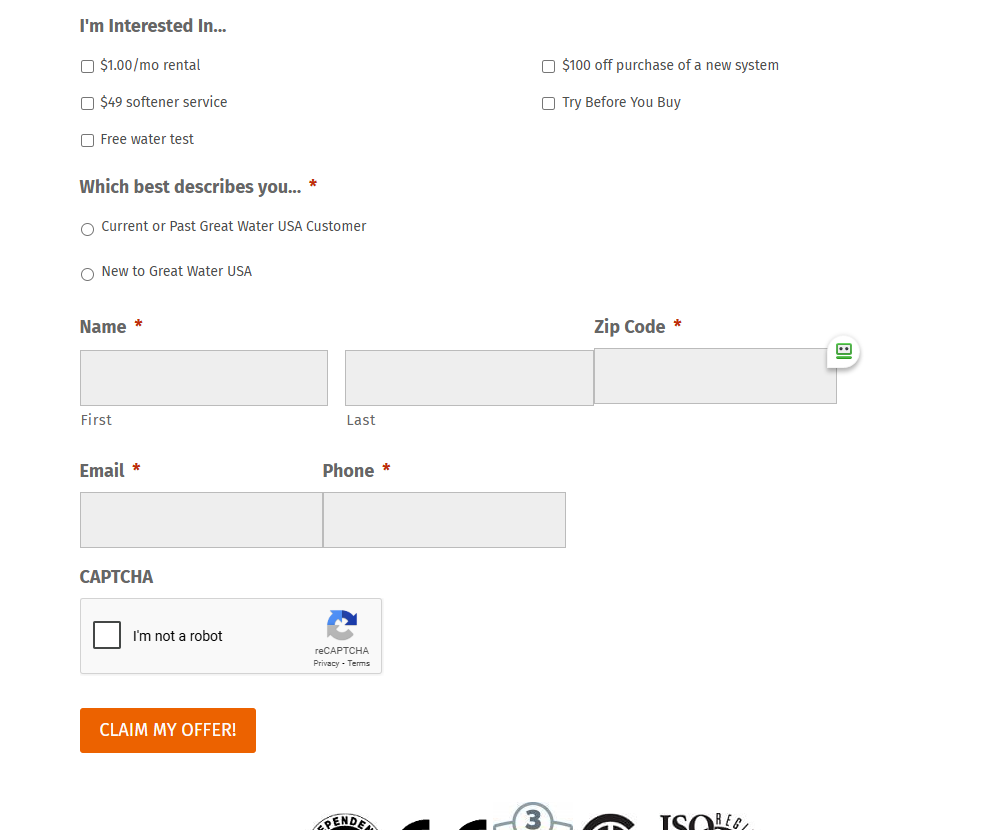 I'm Interested In...
$1.00/mo rental
$100 off purchase of a new system
$49 softener service
Try Before You Buy
Free water test
Which best describes you... *
Current or Past Great Water USA Customer
New to Great Water USA
Name * Zip Code *
First Last
Email * Phone *
CAPTCHA
I'm not a robot
reCAPTCHA
Privacy - Terms
CLAIM MY OFFER!
3
ISO